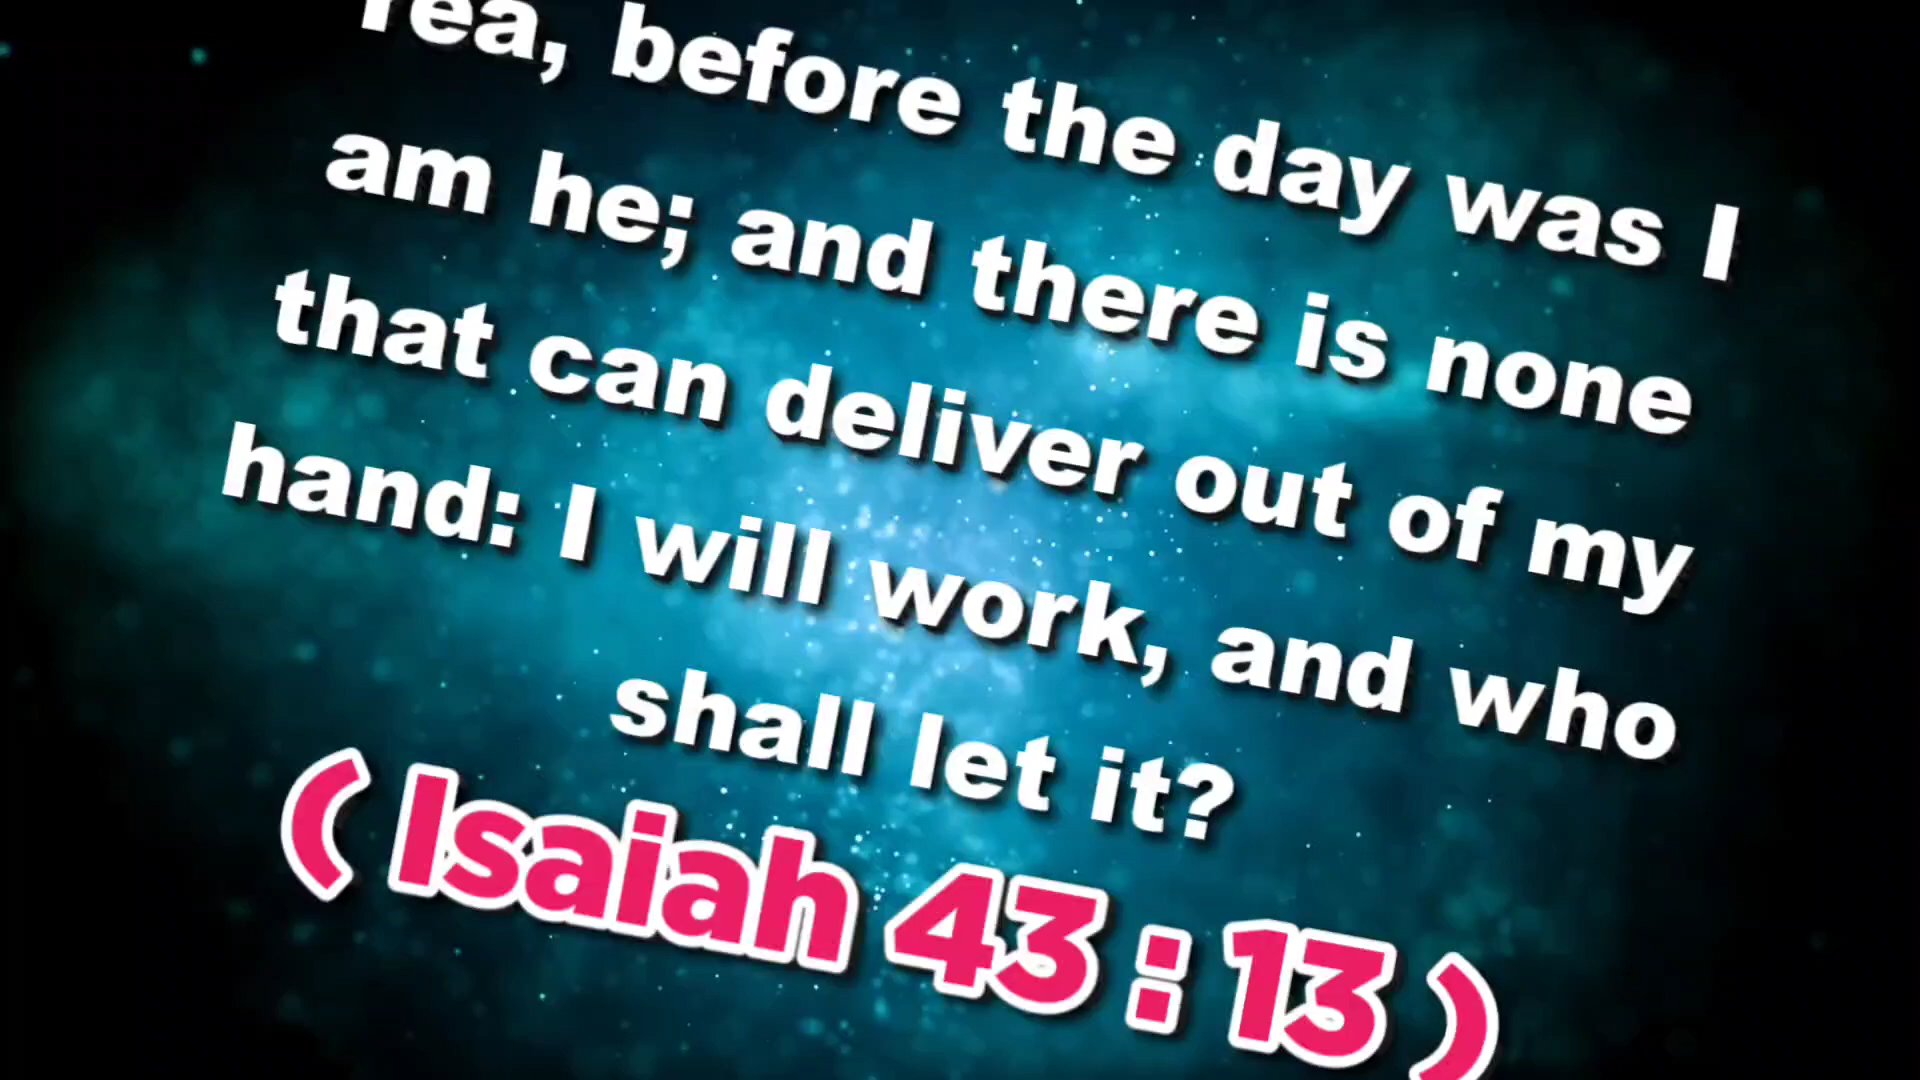 Yea, before the day was I
am he; and there is none
that can deliver out of my
hand: I will work, and who
shall let it?
( Isaiah 43 : 13 )